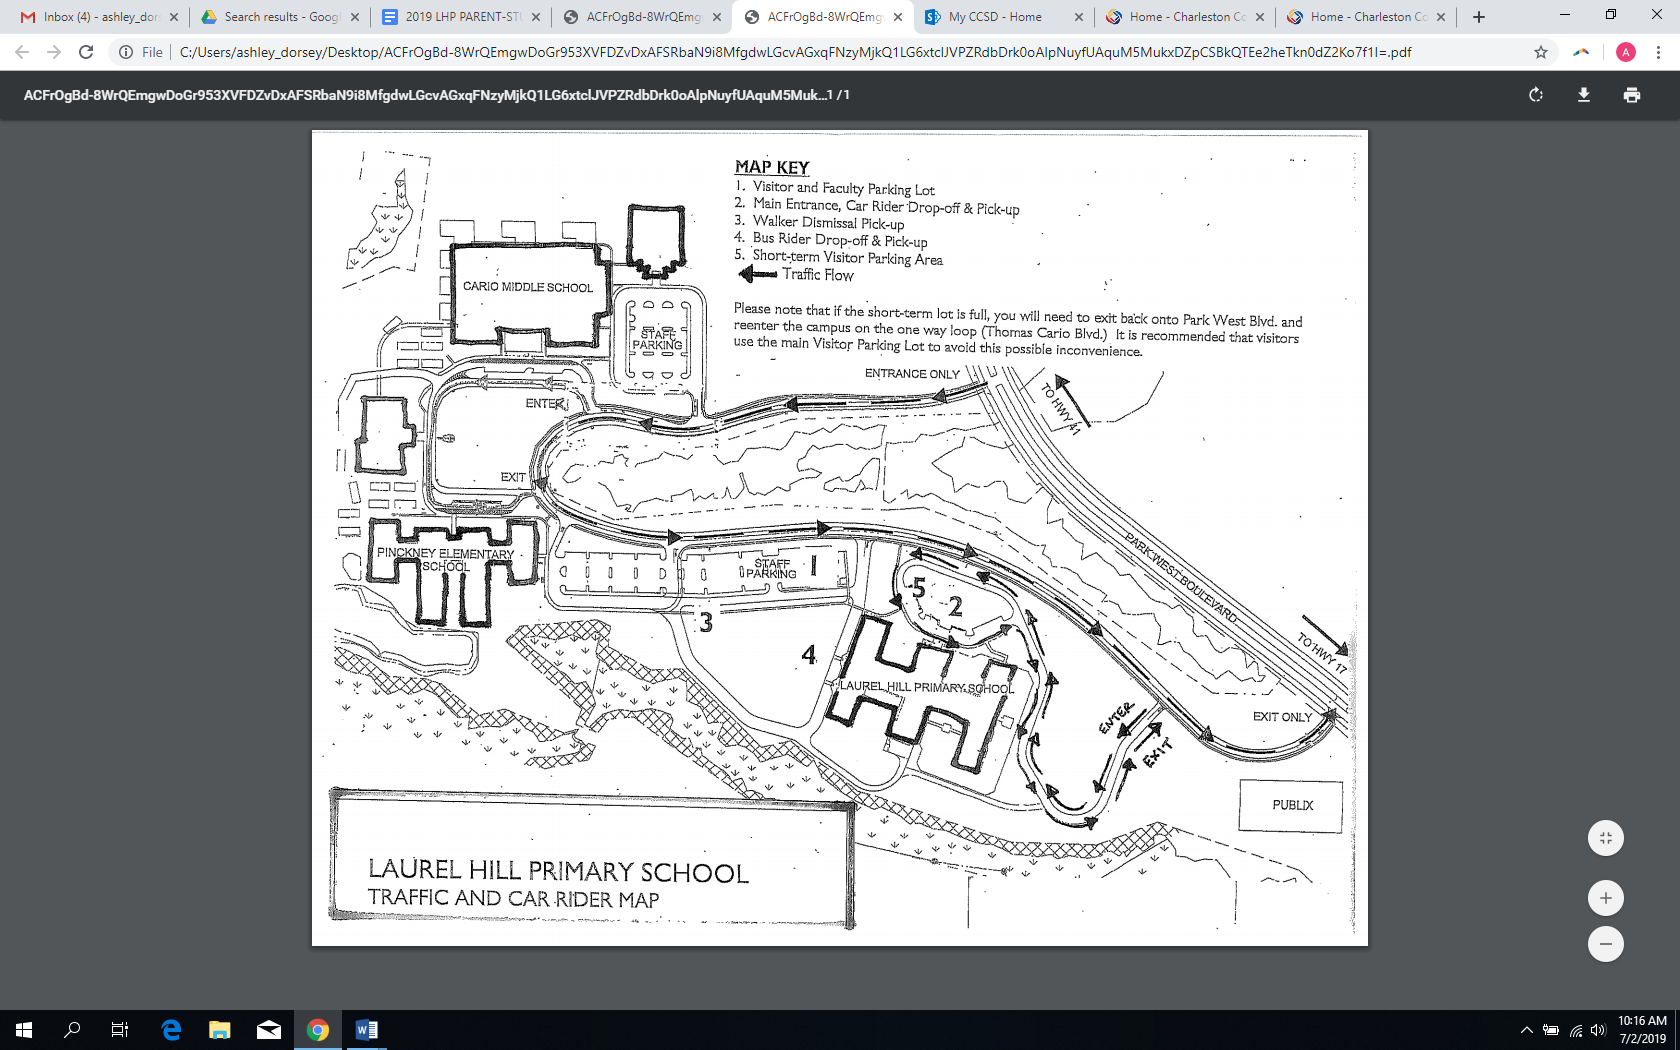 Inbox (4) - ashley_dor
Search results - Goog
2019 LHP PARENT-STU
ACFrOgBd-8WrQEmg
ACFrOgBd-8WrQEmg
My CCSD - Home
Home - Charleston Co
Home - Charleston Co
File | C:/Users/ashley_dorsey/Desktop/ACFrOgBd-8WrQEmgwDoGr953XVFDZvDxAFSRbaN9i8MfgdwLGcvAGxqFNzyMjkQ1LG6xtclJVPZRdbDrk0oAlpNuyfUAquM5MukxDZpCSBkQTEe2heTkn0dZ2Ko7f1I=.pdf
A
ACFrOgBd-8WrQEmgwDoGr953XVFDZvDxAFSRbaN9i8MfgdwLGcvAGxqFNzyMjkQ1LG6xtclJVPZRdbDrk0oAlpNuyfUAquM5Muk... 1 / 1
MAP KEY
1. Visitor and Faculty Parking Lot
2. Main Entrance, Car Rider Drop-off & Pick-up
3. Walker Dismissal Pick-up
4. Bus Rider Drop-off & Pick-up
5. Short-term Visitor Parking Area
Traffic Flow
Please note that if the short-term lot is full, you will need to exit back onto Park West Blvd. and
reenter the campus on the one way loop (Thomas Cario Blvd.) It is recommended that visitors
use the main Visitor Parking Lot to avoid this possible inconvenience.
CARIO MIDDLE SCHOOL
STAFF
PARKING
ENTRANCE ONLY
TO HWY 41
ENTER
EXIT
PARK WEST BOULEVARD
PINCKNEY ELEMENTARY
SCHOOL
STAFF
PARKING
1
5
2
3
4
TO HWY 17
LAUREL HILL PRIMARY SCHOOL
ENTER
EXIT
EXIT ONLY
PUBLIX
LAUREL HILL PRIMARY SCHOOL
TRAFFIC AND CAR RIDER MAP
10:16 AM
7/2/2019